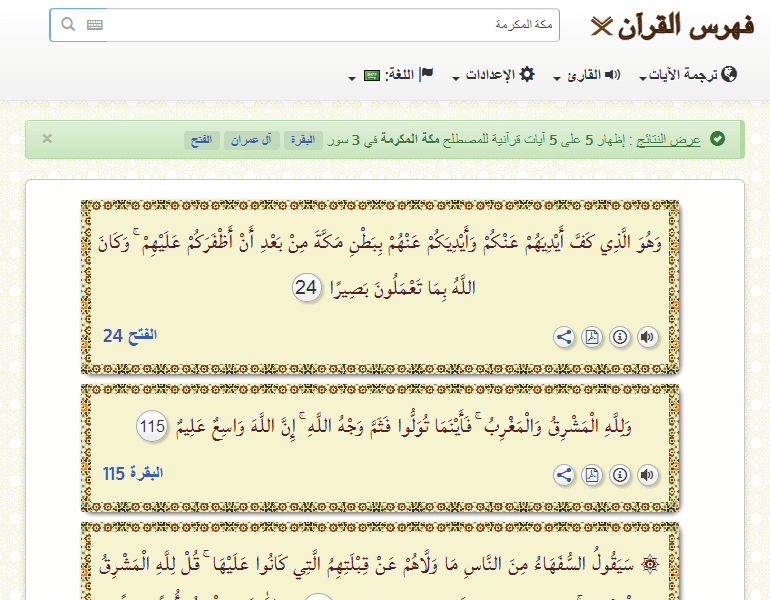 فهرس القرآن
مكة المكرمة
ترجمة الآيات القارئ الإعدادات اللغة:
عرض النتائج : إظهار 5 على 5 آيات قرآنية للمصطلح مكة المكرمة في 3 سور البقرة آل عمران الفتح ×
وَهُوَ الَّذِي كَفَّ أَيْدِيَهُمْ عَنْكُمْ وَأَيْدِيَكُمْ عَنْهُمْ بِبَطْنِ مَكَّةَ مِنْ بَعْدِ أَنْ أَظْفَرَكُمْ عَلَيْهِمْ ۚ وَكَانَ
اللَّهُ بِمَا تَعْمَلُونَ بَصِيرًا 24
الفتح 24
وَلِلَّهِ الْمَشْرِقُ وَالْمَغْرِبُ ۚ فَأَيْنَمَا تُوَلُّوا فَثَمَّ وَجْهُ اللَّهِ ۚ إِنَّ اللَّهَ وَاسِعٌ عَلِيمٌ 115
البقرة 115
۞ سَيَقُولُ السُّفَهَاءُ مِنَ النَّاسِ مَا وَلَّاهُمْ عَنْ قِبْلَتِهِمُ الَّتِي كَانُوا عَلَيْهَا ۚ قُلْ لِلَّهِ الْمَشْرِقُ